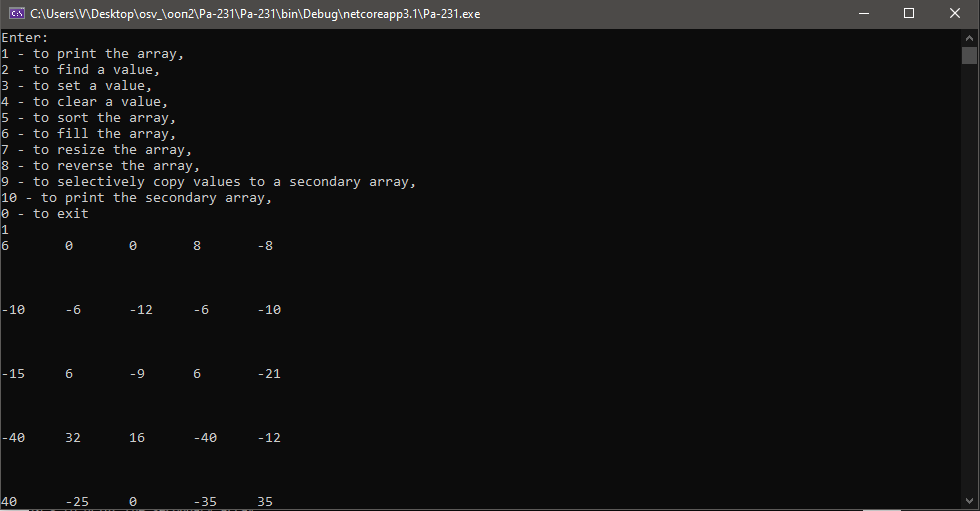 C:\Users\V\Desktop\osv_\ооп2\Pa-231\Pa-231\bin\Debug\netcoreapp3.1\Pa-231.exe
Enter:
1 - to print the array,
2 - to find a value,
3 - to set a value,
4 - to clear a value,
5 - to sort the array,
6 - to fill the array,
7 - to resize the array,
8 - to reverse the array,
9 - to selectively copy values to a secondary array,
10 - to print the secondary array,
0 - to exit
1
6 0 0 8 -8
-10 -6 -12 -6 -10
-15 6 -9 6 -21
-40 32 16 -40 -12
40 -25 0 -35 35